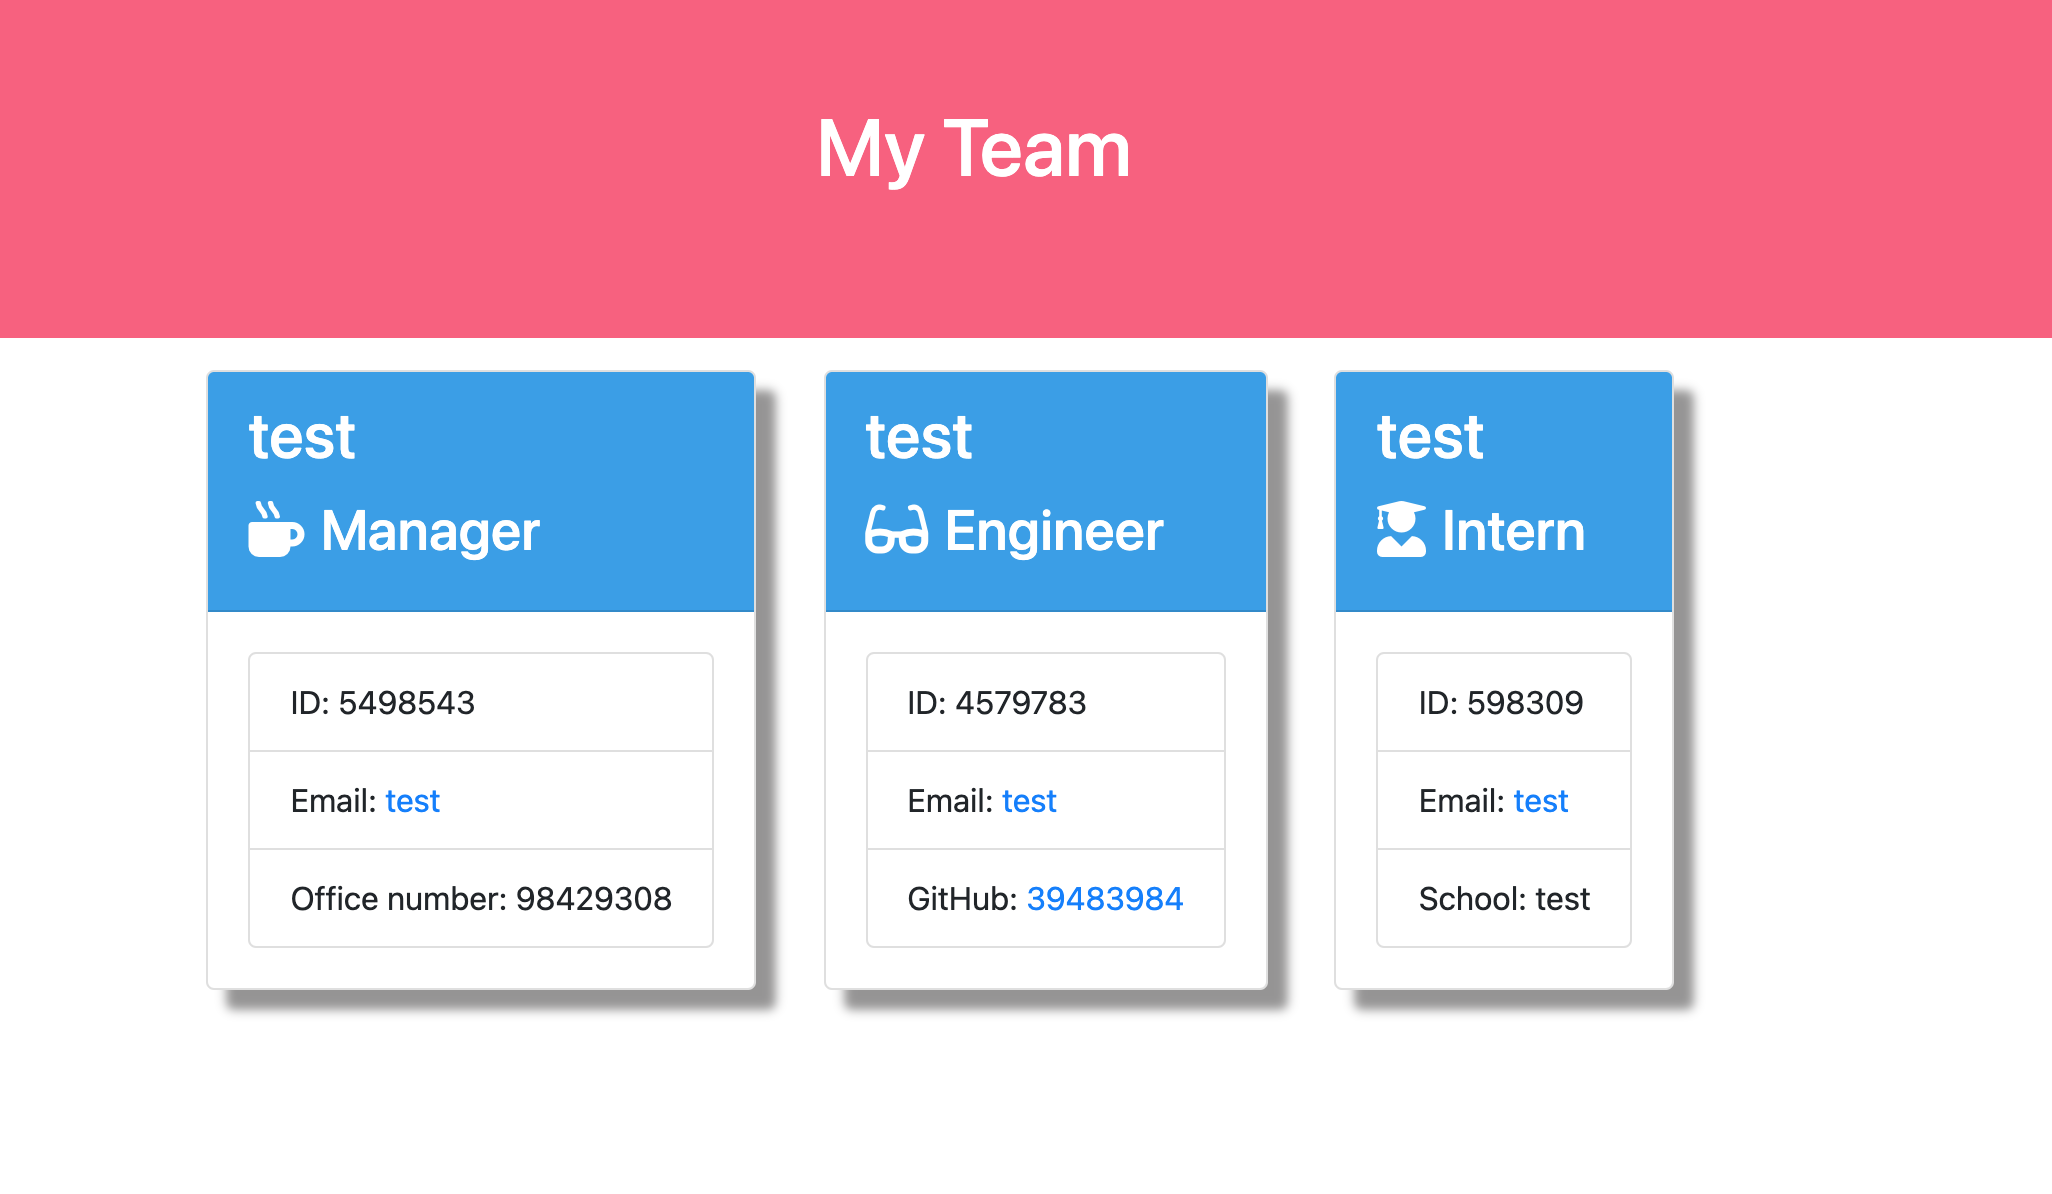 My Team
test
Manager
ID: 5498543
Email: test
Office number: 98429308
test
Engineer
ID: 4579783
Email: test
GitHub: 39483984
test
Intern
ID: 598309
Email: test
School: test